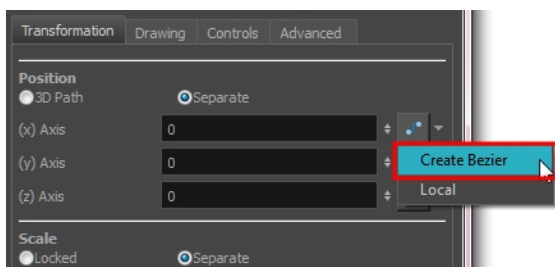 Transformation Drawing Controls Advanced
Position
3D Path Separate
(x) Axis 0
(y) Axis 0
Create Bezier
(z) Axis 0
Local
Scale
Locked Separate